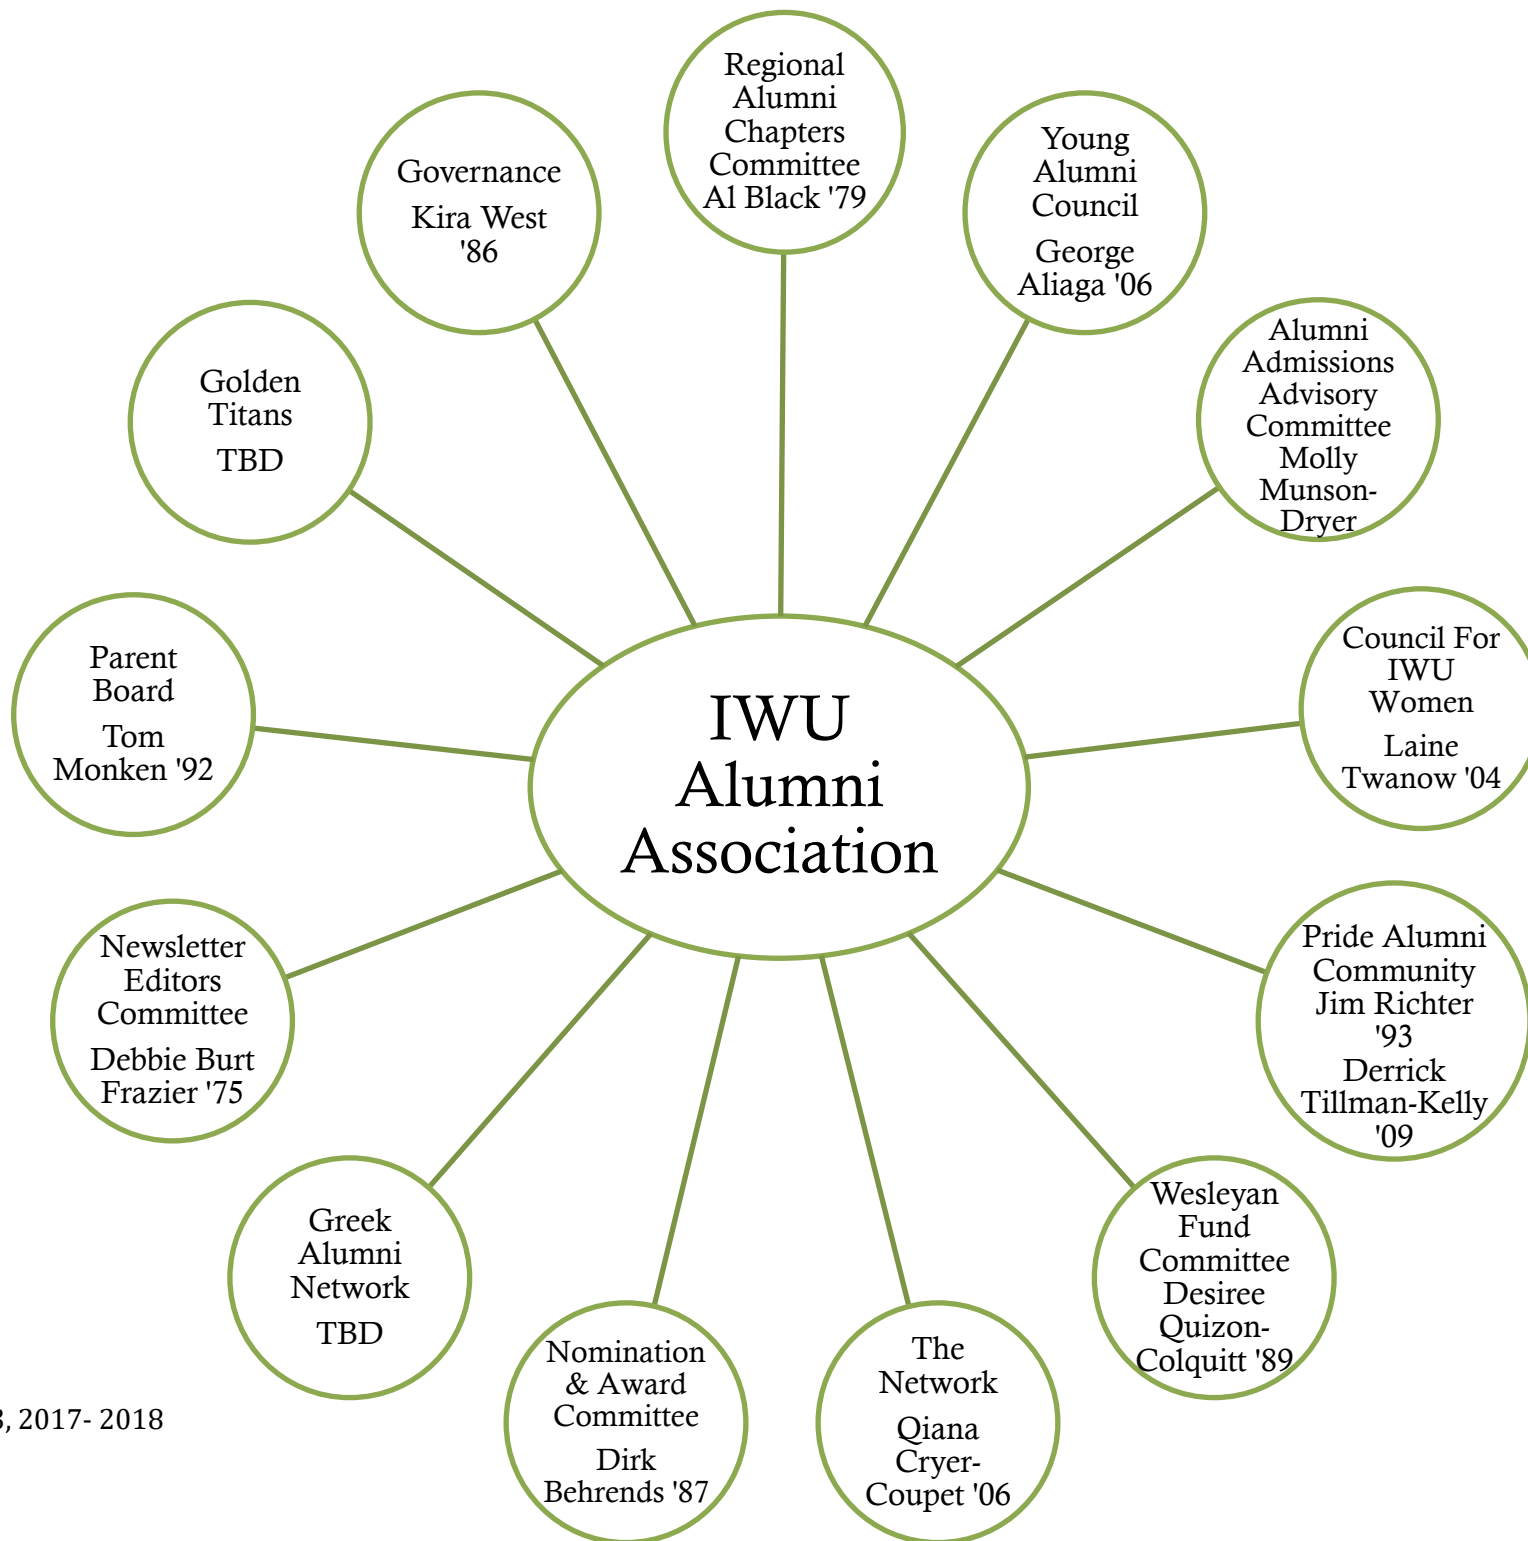 Regional
Alumni
Chapters
Committee
Al Black '79
Young
Alumni
Council
George
Aliaga '06
Alumni
Admissions
Advisory
Committee
Molly
Munson-
Dryer
Council For
IWU
Women
Laine
Twanow '04
Pride Alumni
Community
Jim Richter
'93
Derrick
Tillman-Kelly
'09
Wesleyan
Fund
Committee
Desiree
Quizon-
Colquitt '89
The
Network
Qiana
Cryer-
Coupet '06
Nomination
& Award
Committee
Dirk
Behrends '87
Greek
Alumni
Network
TBD
Newsletter
Editors
Committee
Debbie Burt
Frazier '75
Parent
Board
Tom
Monken '92
Golden
Titans
TBD
Governance
Kira West
'86
IWU
Alumni
Association
, 2017- 2018